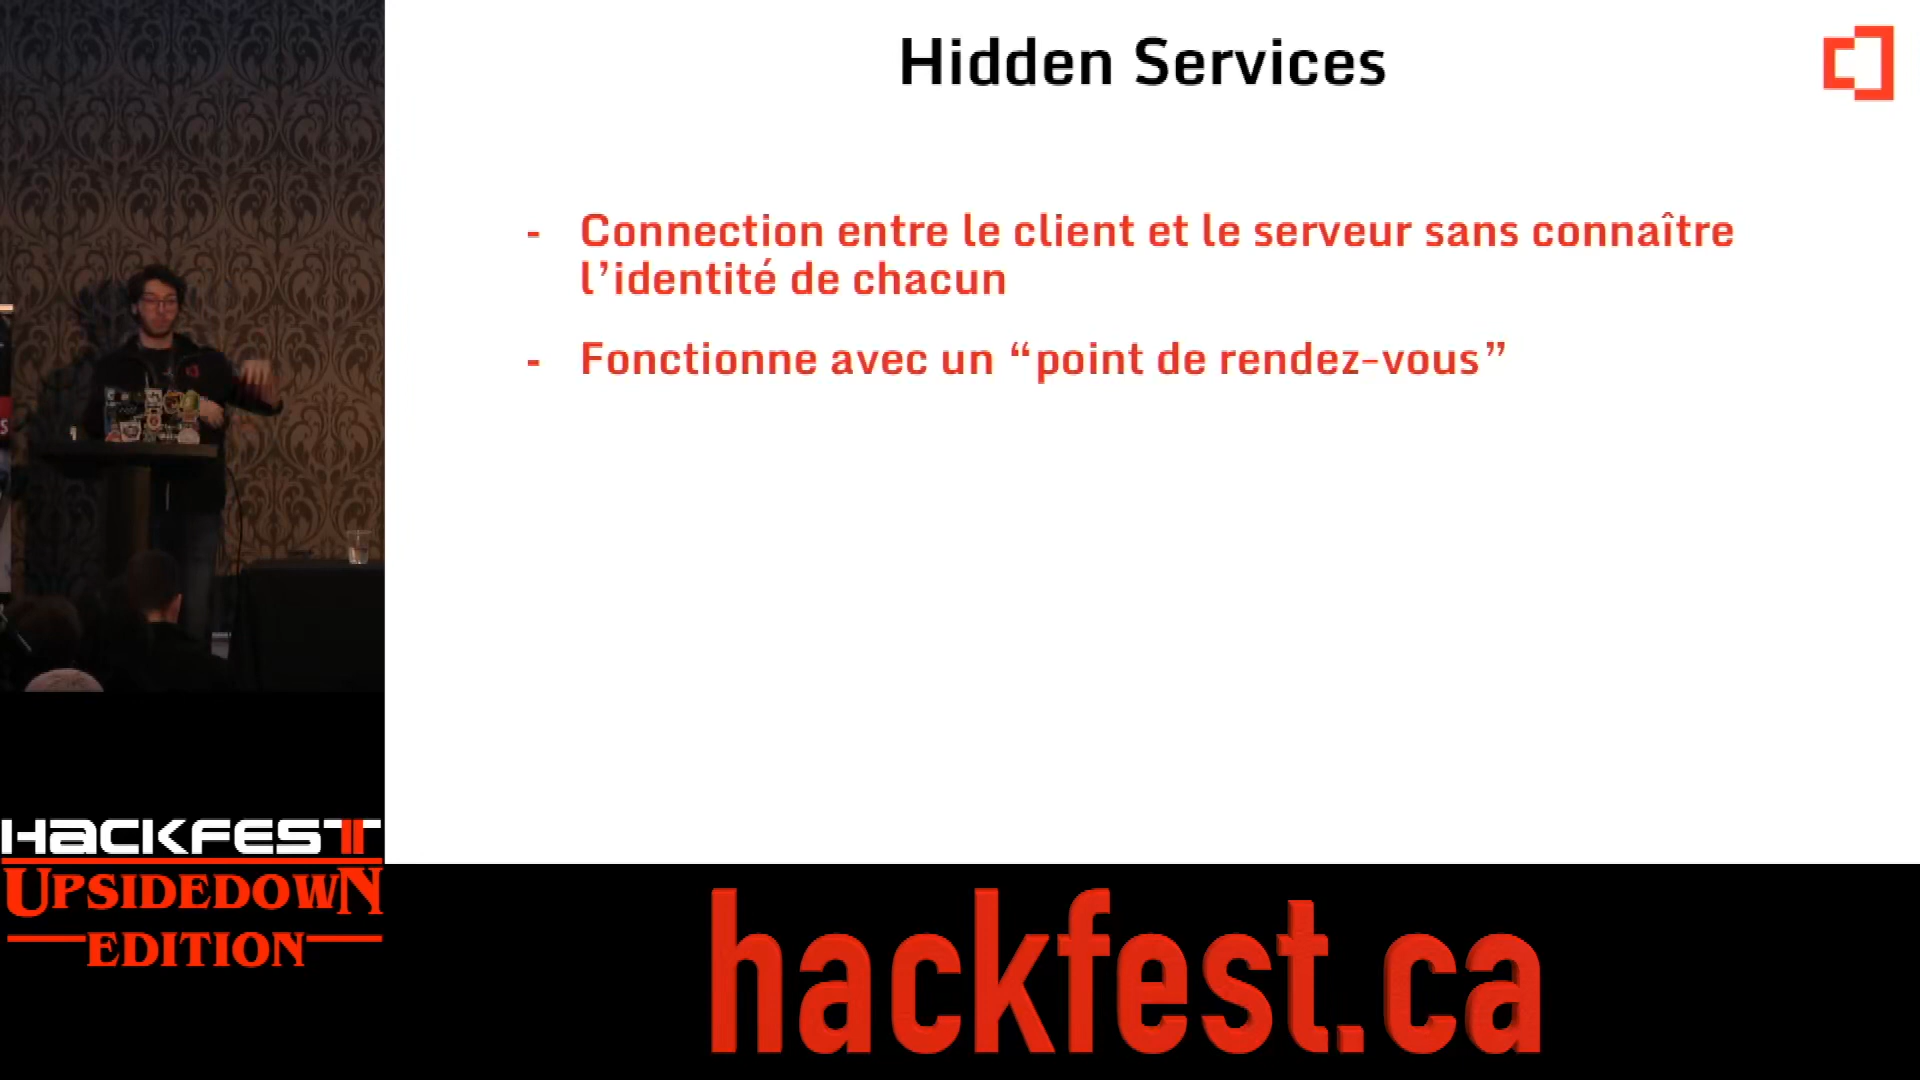 Hidden Services
- Connection entre le client et le serveur sans connaître
l’identité de chacun
- Fonctionne avec un “point de rendez-vous”
HACKFEST
UPSIDEDOWN
EDITION
hackfest.ca